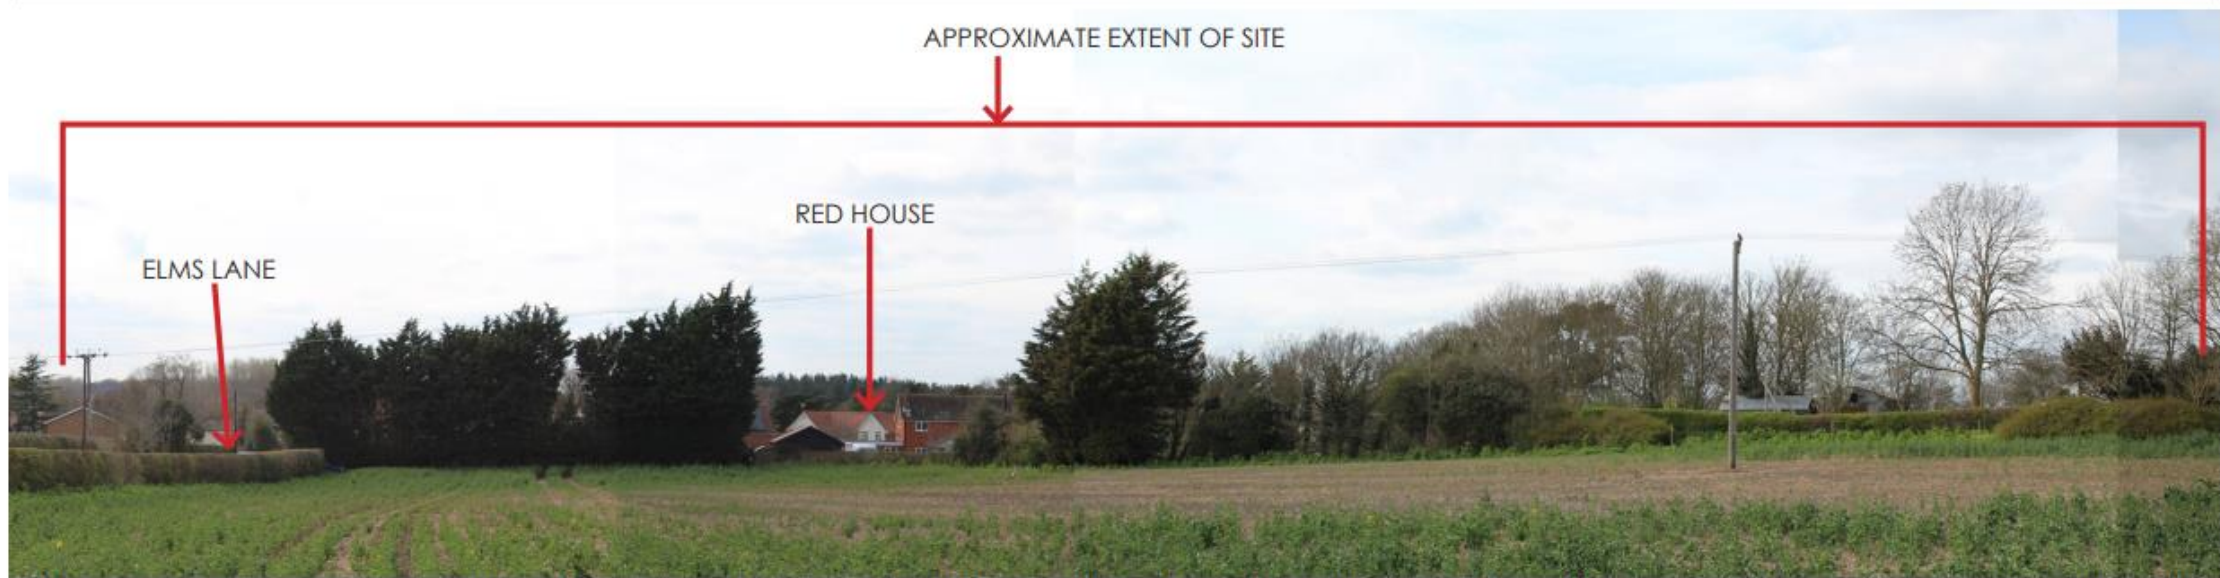 APPROXIMATE EXTENT OF SITE
RED HOUSE
ELMS LANE